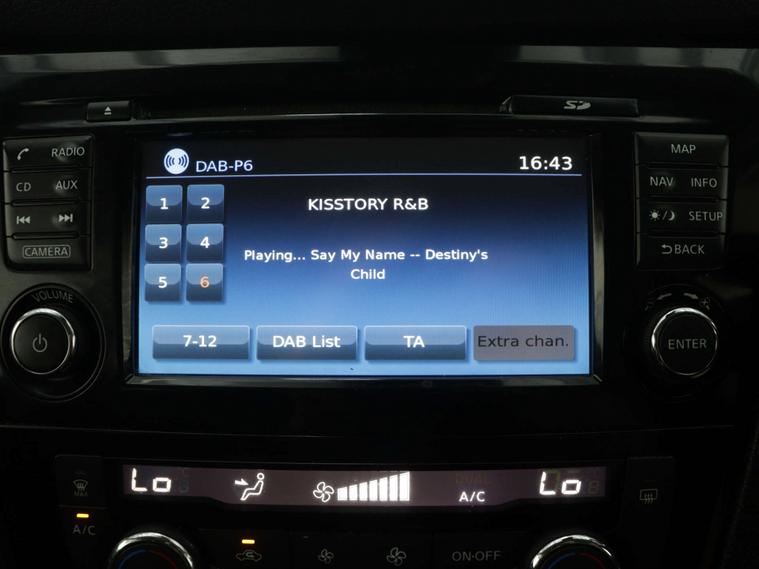 SD
RADIO
MAP
DAB-P6
16:43
CD
AUX
NAV
INFO
1
2
KISSTORY R&B
SETUP
3
4
Playing... Say My Name -- Destiny's
Child
CAMERA
BACK
5
6
VOLUME
7-12
DAB List
TA
Extra chan.
ENTER
Lo
A/C
Lo
MAX
A/C
ON·OFF